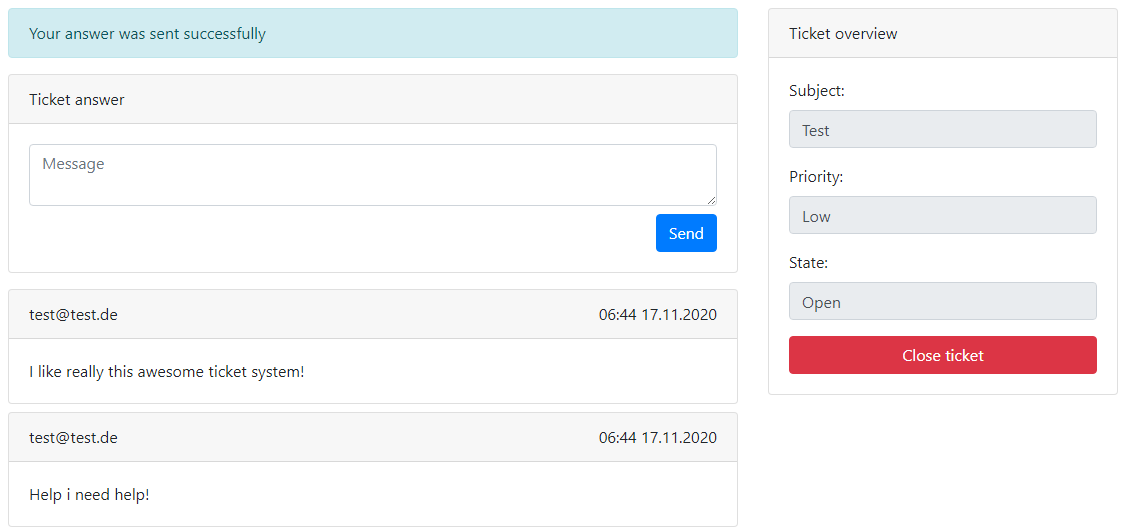 Your answer was sent successfully
Ticket answer
Message
Send
test@test.de 06:44 17.11.2020
I like really this awesome ticket system!
test@test.de 06:44 17.11.2020
Help i need help!
Ticket overview
Subject:
Test
Priority:
Low
State:
Open
Close ticket